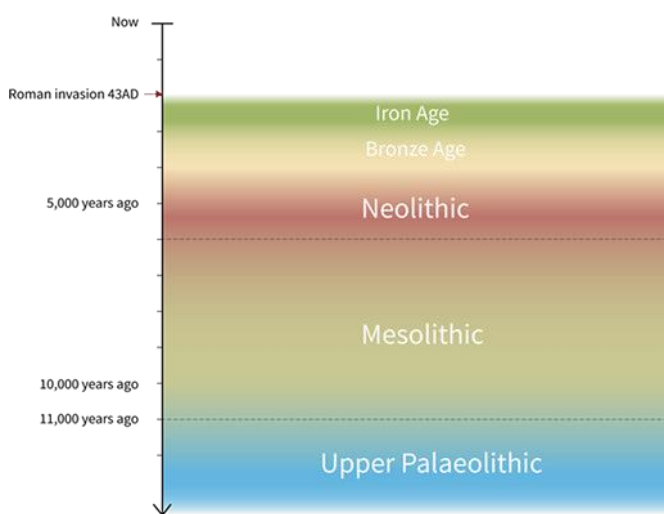 Now
Roman invasion 43AD
Iron Age
Bronze Age
5,000 years ago
Neolithic
Mesolithic
10,000 years ago
11,000 years ago
Upper Palaeolithic